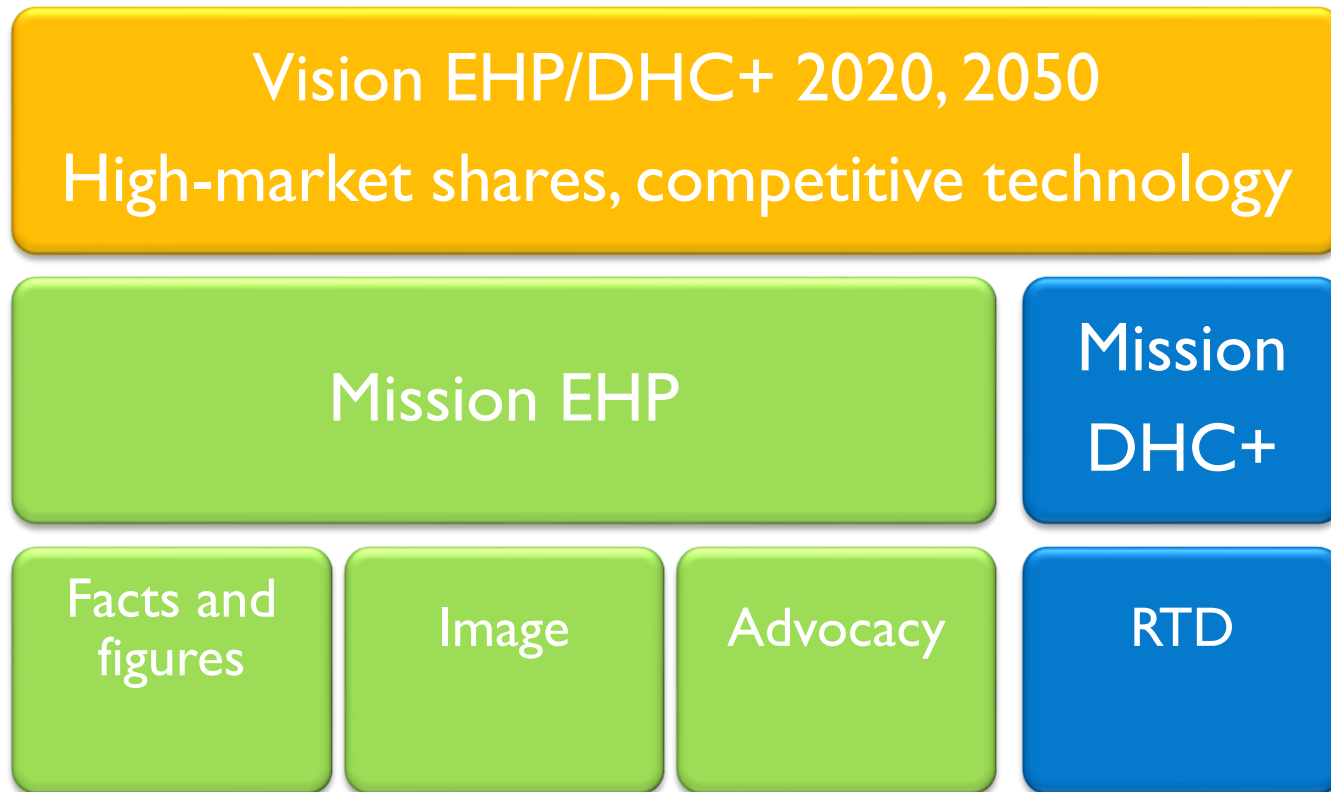 Vision EHP/DHC+ 2020, 2050
High-market shares, competitive technology
Mission EHP
Mission
DHC+
Facts and
figures
Image
Advocacy
RTD